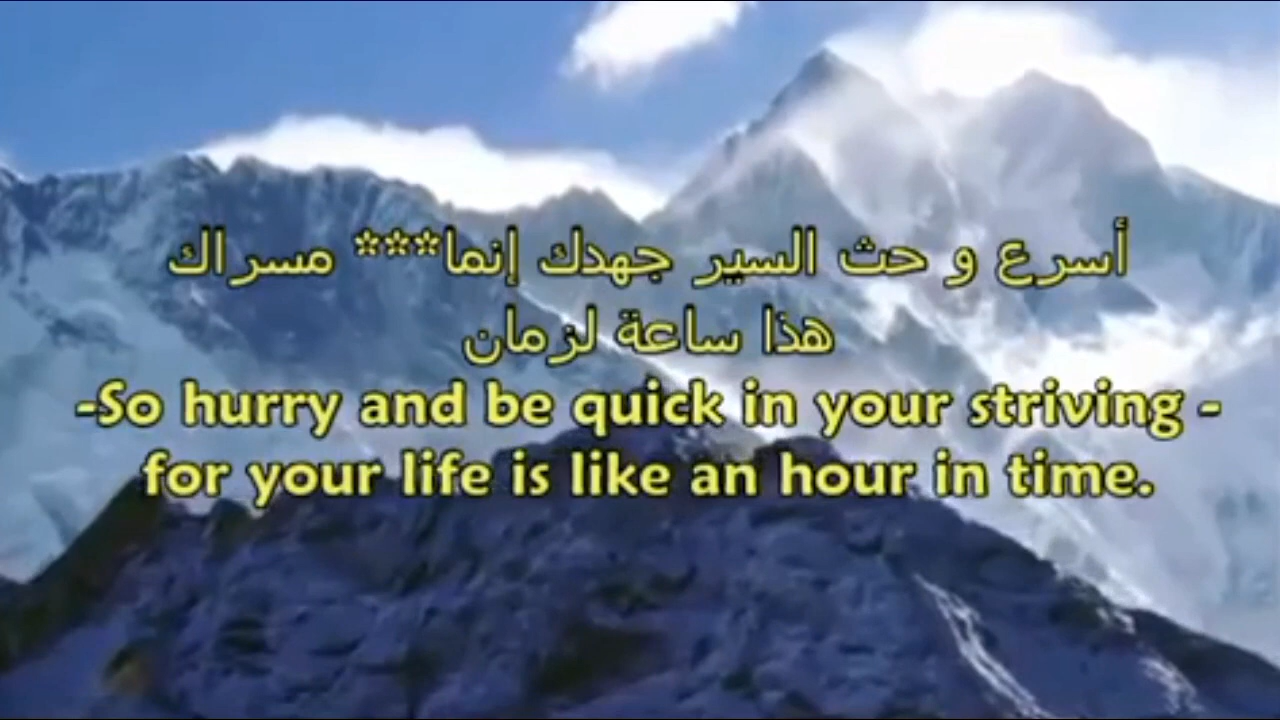 أسرع و حث السير جهدك إنما*** مسراك
هذا ساعة لزمان
-So hurry and be quick in your striving -
for your life is like an hour in time.